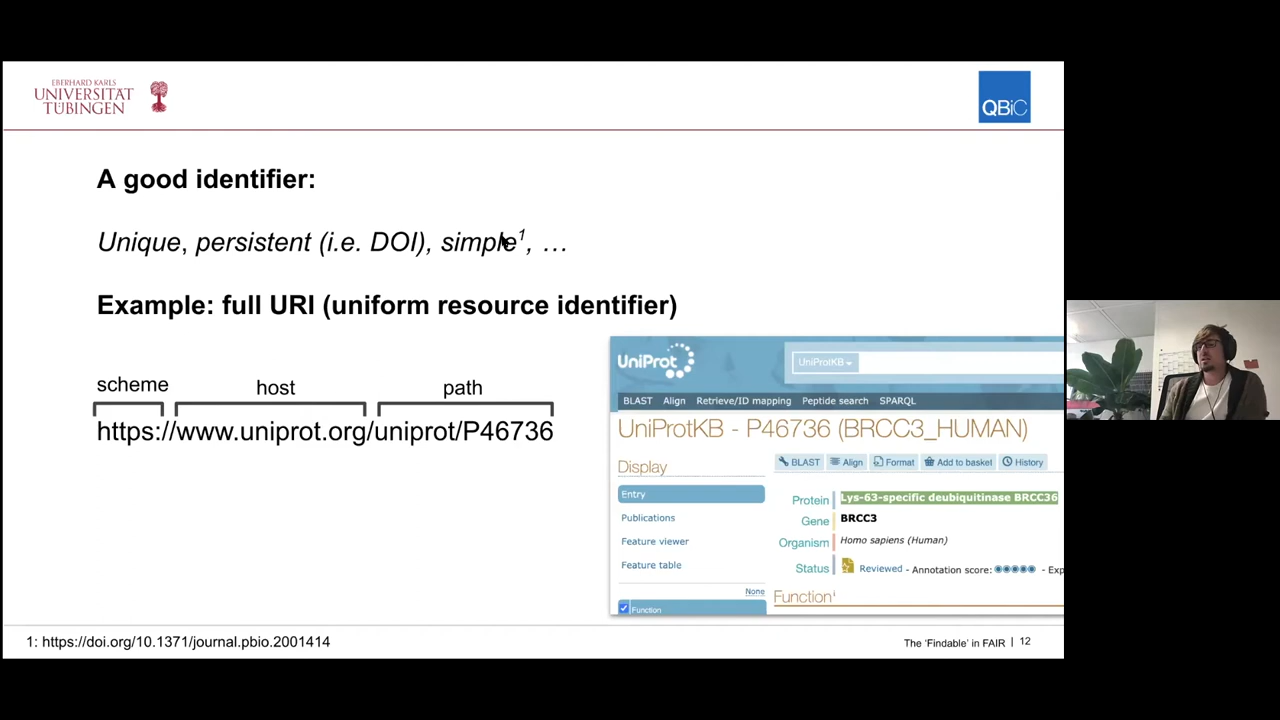 EBERHARD KARLS
UNIVERSITÄT
TÜBINGEN
QBiC
A good identifier:
Unique, persistent (i.e. DOI), simple1, …
Example: full URI (uniform resource identifier)
scheme host path
https://www.uniprot.org/uniprot/P46736
UniProt
UniProtKB
BLAST Align Retrieve/ID mapping Peptide search SPARQL
UniProtKB - P46736 (BRCC3_HUMAN)
Display
Entry
Publications
Feature viewer
Feature table
None
Function
BLAST Align Format Add to basket History
Protein Lys-63-specific deubiquitinase BRCC36
Gene BRCC3
Organism Homo sapiens (Human)
Status Reviewed - Annotation score: - Exp
Function i
1: https://doi.org/10.1371/journal.pbio.2001414
The ‘Findable’ in FAIR | 12